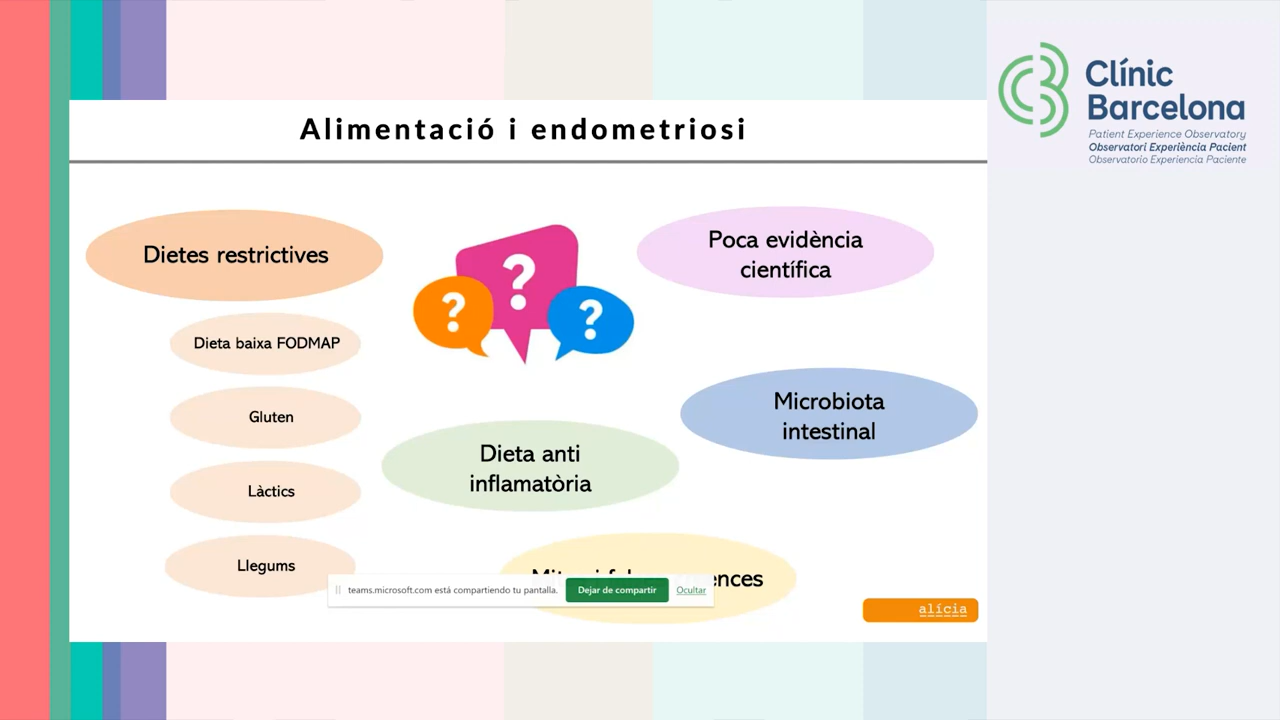 Alimentació i endometriosi
Clínic
Barcelona
Patient Experience Observatory
Observatori Experiència Pacient
Observatorio Experiencia Paciente
Dietes restrictives
Dieta baixa FODMAP
Gluten
Làctics
Llegums
? ? ?
Poca evidència
científica
Microbiota
intestinal
Dieta anti
inflamatòria
teams.microsoft.com está compartiendo tu pantalla. Dejar de compartir Ocultar
alícia